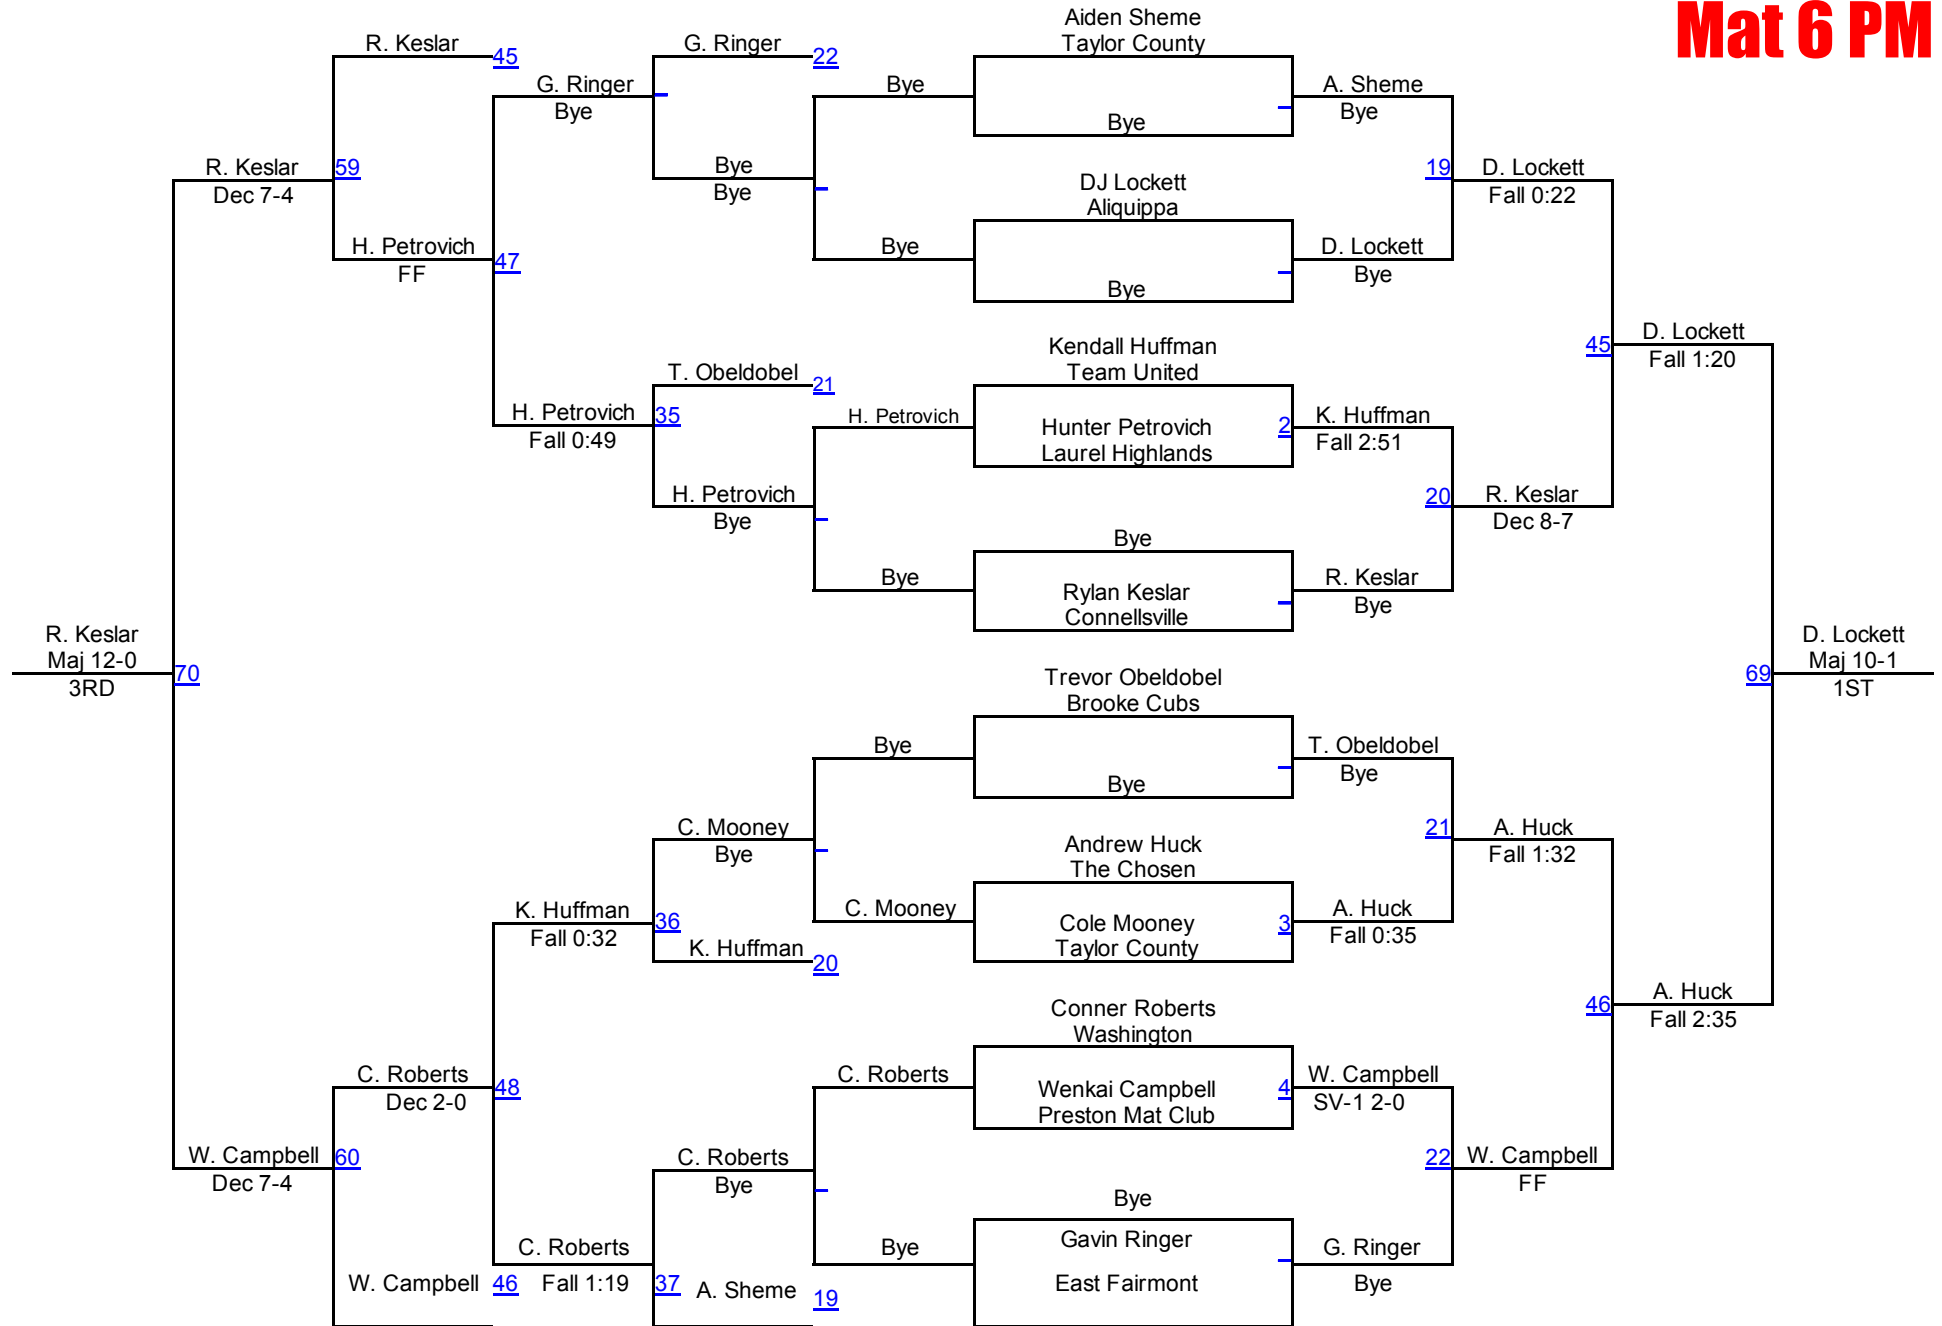 Mat 6 PM
Aiden Sheme
Taylor County
R. Keslar
45
G. Ringer
22
G. Ringer
Bye
Bye
Bye
A. Sheme
Bye
Bye
Bye
DJ Lockett
Aliquippa
R. Keslar
59
Dec 7-4
19
D. Lockett
Fall 0:22
H. Petrovich
47
FF
Bye
Bye
D. Lockett
Bye
Kendall Huffman
Team United
D. Lockett
45
Fall 1:20
T. Obeldobel
21
H. Petrovich
35
Fall 0:49
H. Petrovich
Hunter Petrovich
Laurel Highlands
2
K. Huffman
Fall 2:51
H. Petrovich
Bye
20
R. Keslar
Dec 8-7
Bye
Bye
Rylan Keslar
Connellsville
R. Keslar
Bye
R. Keslar
Maj 12-0
70
3RD
D. Lockett
Maj 10-1
69
1ST
Trevor Obeldobel
Brooke Cubs
Bye
Bye
T. Obeldobel
Bye
C. Mooney
Bye
Andrew Huck
The Chosen
21
A. Huck
Fall 1:32
K. Huffman
36
Fall 0:32
C. Mooney
Cole Mooney
Taylor County
3
A. Huck
Fall 0:35
K. Huffman
20
Conner Roberts
Washington
46
A. Huck
Fall 2:35
C. Roberts
48
Dec 2-0
C. Roberts
Wenkai Campbell
Preston Mat Club
4
W. Campbell
SV-1 2-0
W. Campbell
60
Dec 7-4
C. Roberts
Bye
22
W. Campbell
FF
Bye
C. Roberts
Fall 1:19
37
Bye
Gavin Ringer
East Fairmont
G. Ringer
Bye
W. Campbell
46
A. Sheme
19